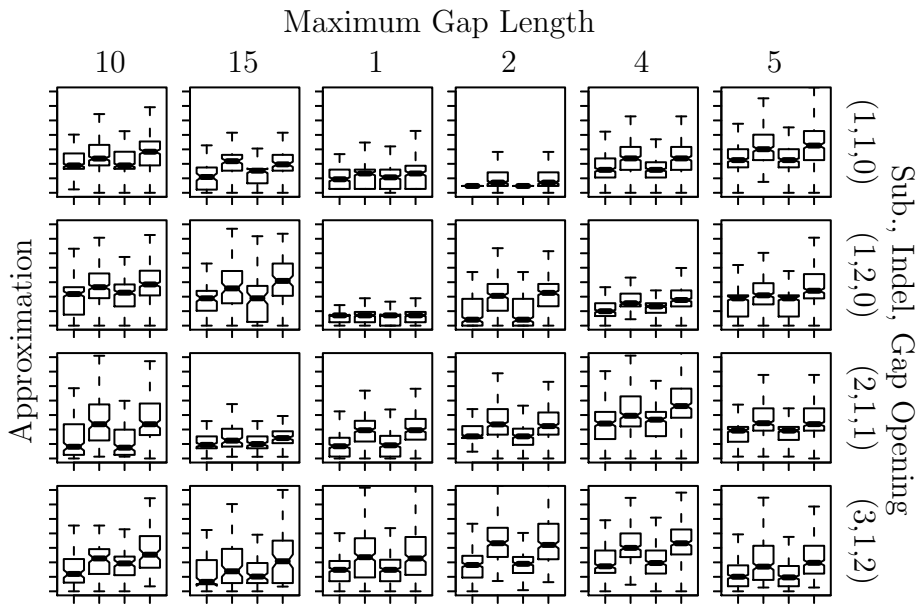 Maximum Gap Length
10 15 1 2 4 5
(1,1,0)
(1,2,0)
(2,1,1)
(3,1,2)
Sub., Indel, Gap Opening
Approximation